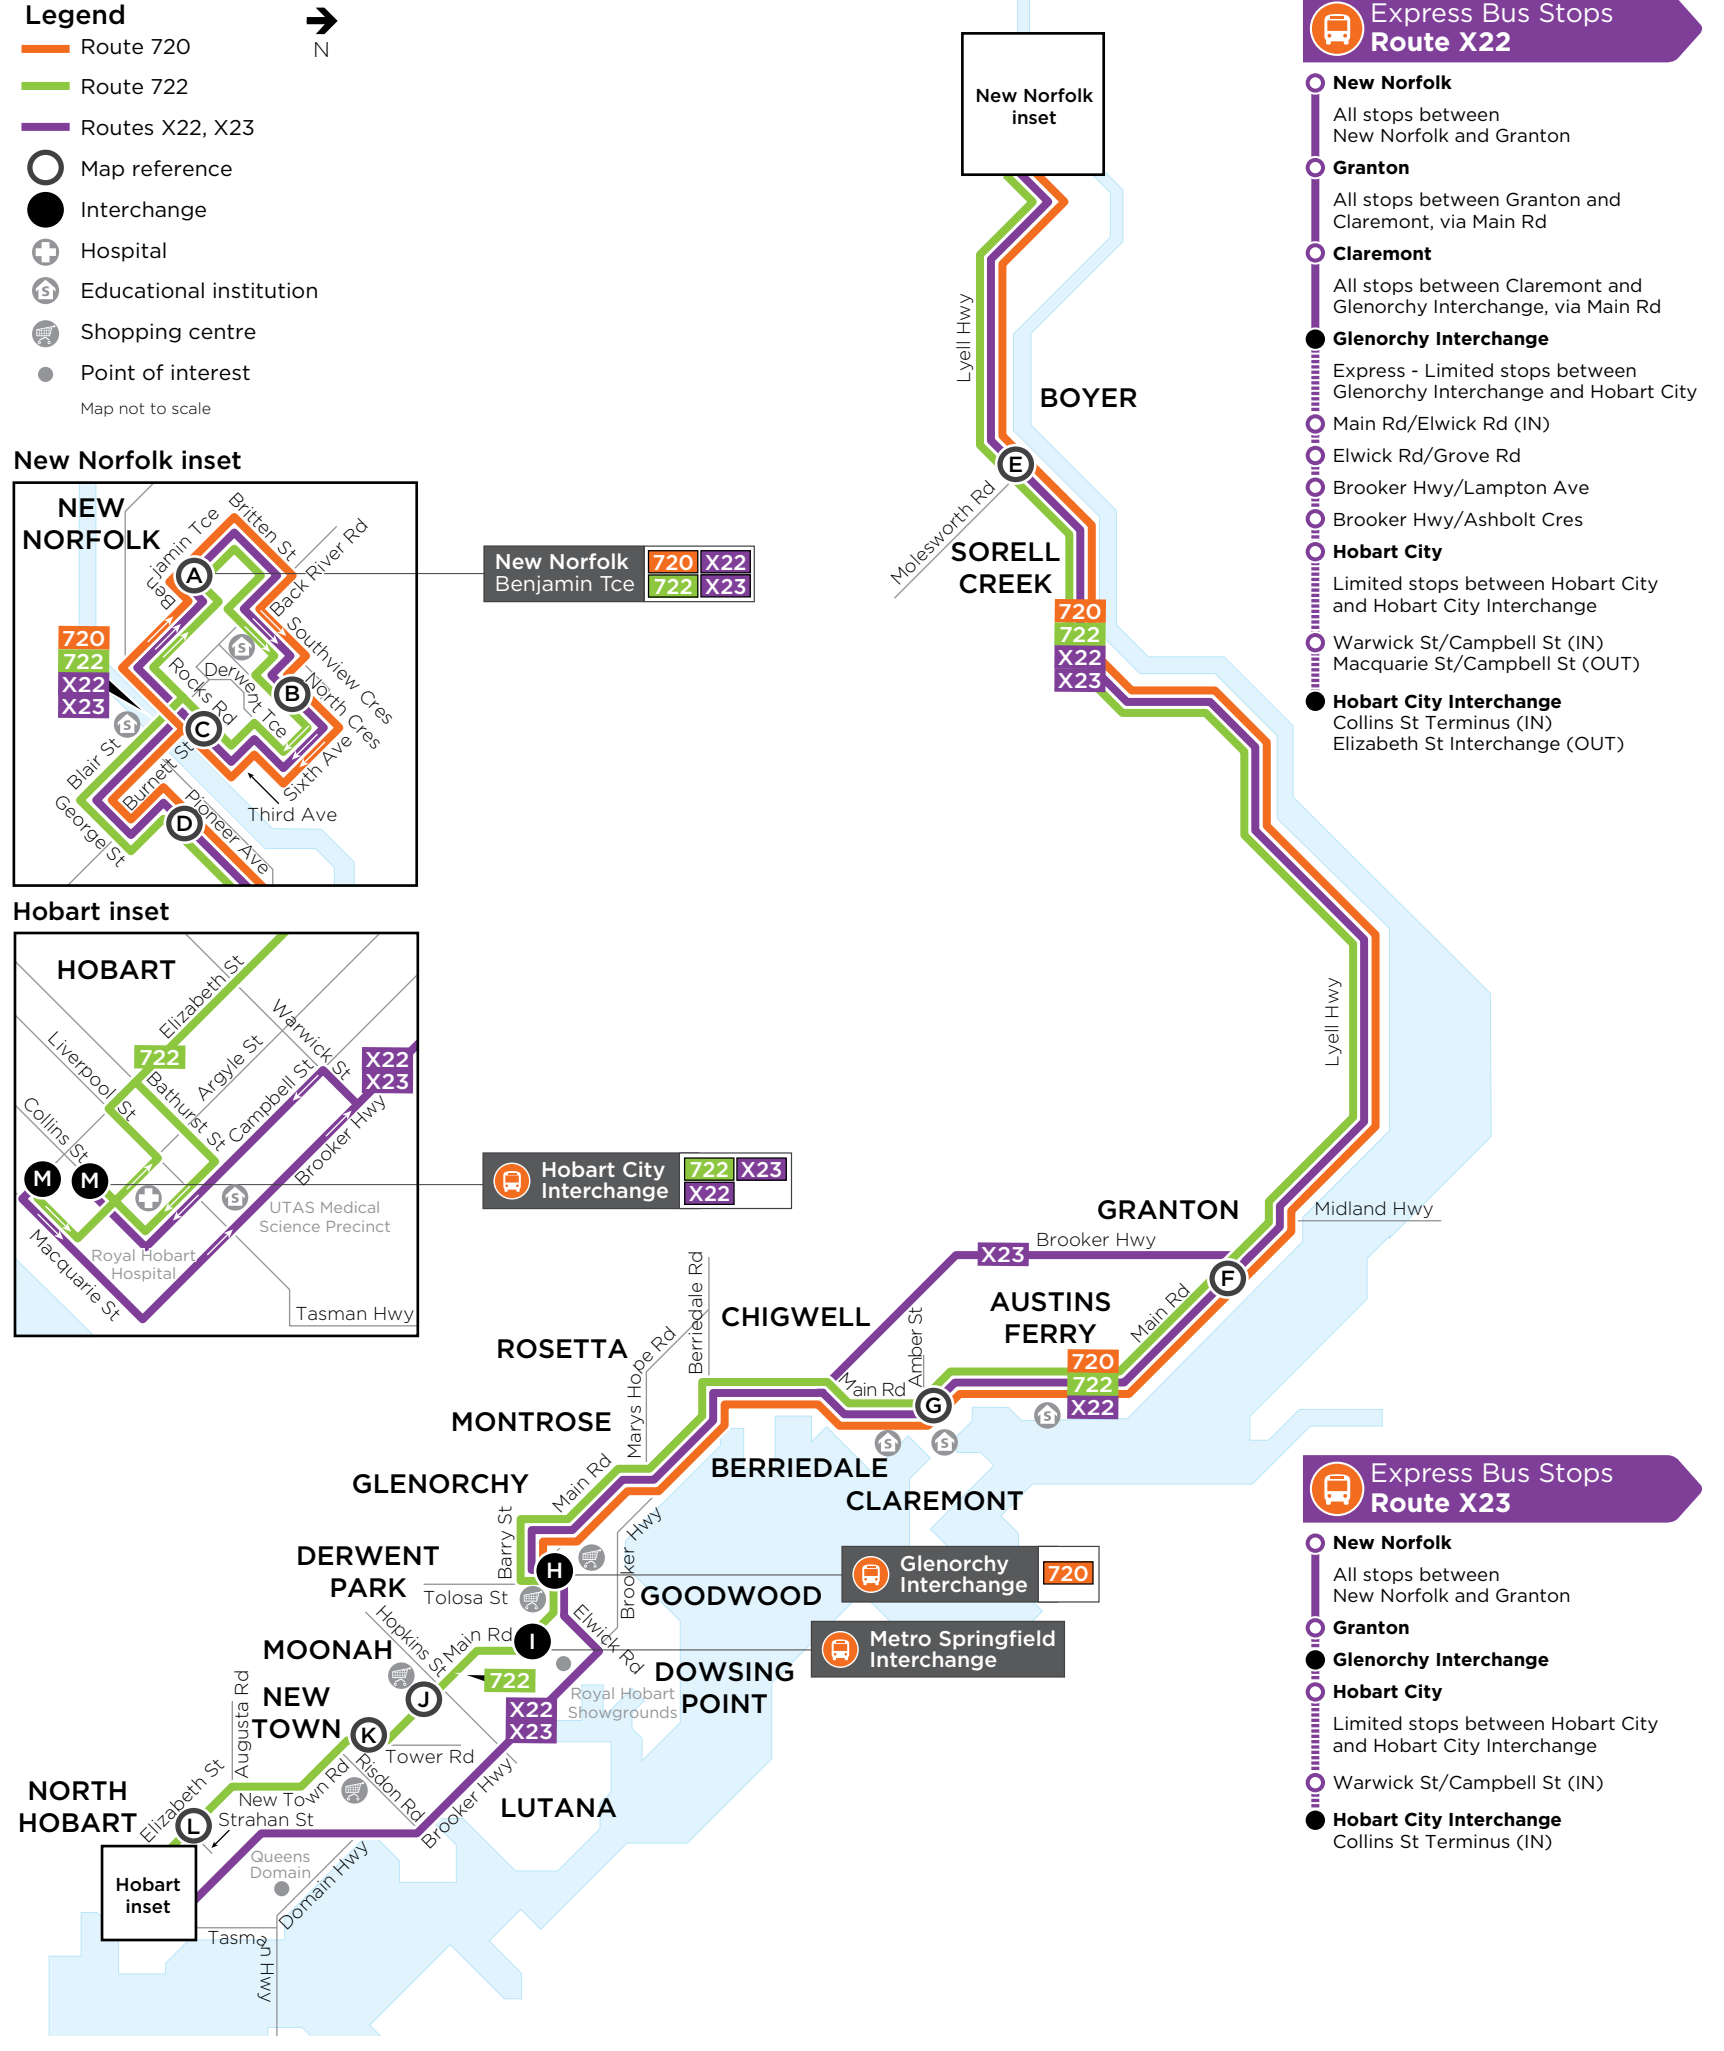 Legend
N
Route 720
Route 722
Routes X22, X23
Map reference
Interchange
Hospital
Educational institution
Shopping centre
Point of interest
Map not to scale
New Norfolk inset
NEW
NORFOLK
Benjamin Tce
Britten St
Back River Rd
A
Southview Cres
North Cres
Derwent Tce
Rocks Rd
B
C
Sixth Ave
Third Ave
720
722
X22
X23
Blair St
Burnett St
George St
Pioneer Ave
D
New Norfolk
Benjamin Tce
720 X22
722 X23
Hobart inset
HOBART
Elizabeth St
Warwick St
Liverpool St
722
Argyle St
X22
X23
Bathurst St
Campbell St
Collins St
Brooker Hwy
M
M
UTAS Medical
Science Precinct
Macquarie St
Royal Hobart
Hospital
Tasman Hwy
Hobart City
Interchange
722 X23
X22
New Norfolk
inset
Lyell Hwy
BOYER
E
Molesworth Rd
SORELL
CREEK
720
722
X22
X23
Lyell Hwy
GRANTON
Midland Hwy
Brooker Hwy
X23
F
Main Rd
AUSTINS
FERRY
720
722
X22
Amber St
CHIGWELL
Main Rd
G
Berriedale Rd
ROSETTA
Marys Hope Rd
MONTROSE
BERRIEDALE
CLAREMONT
GLENORCHY
Main Rd
Barry St
Brooker Hwy
DERWENT
PARK
H
Tolosa St
GOODWOOD
Glenorchy
Interchange
720
Hopkins St
Main Rd
I
Elwick Rd
Metro Springfield
Interchange
MOONAH
722
DOWSING
POINT
Royal Hobart
Showgrounds
J
X22
X23
NEW
TOWN
K
Augusta Rd
Tower Rd
Risdon Rd
New Town Rd
Brooker Hwy
LUTANA
NORTH
HOBART
Elizabeth St
L
Strahan St
Queens
Domain
Domain Hwy
Hobart
inset
Tasman Hwy
Express Bus Stops
Route X22
New Norfolk
All stops between
New Norfolk and Granton
Granton
All stops between Granton and
Claremont, via Main Rd
Claremont
All stops between Claremont and
Glenorchy Interchange, via Main Rd
Glenorchy Interchange
Express - Limited stops between
Glenorchy Interchange and Hobart City
Main Rd/Elwick Rd (IN)
Elwick Rd/Grove Rd
Brooker Hwy/Lampton Ave
Brooker Hwy/Ashbolt Cres
Hobart City
Limited stops between Hobart City
and Hobart City Interchange
Warwick St/Campbell St (IN)
Macquarie St/Campbell St (OUT)
Hobart City Interchange
Collins St Terminus (IN)
Elizabeth St Interchange (OUT)
Express Bus Stops
Route X23
New Norfolk
All stops between
New Norfolk and Granton
Granton
Glenorchy Interchange
Hobart City
Limited stops between Hobart City
and Hobart City Interchange
Warwick St/Campbell St (IN)
Hobart City Interchange
Collins St Terminus (IN)